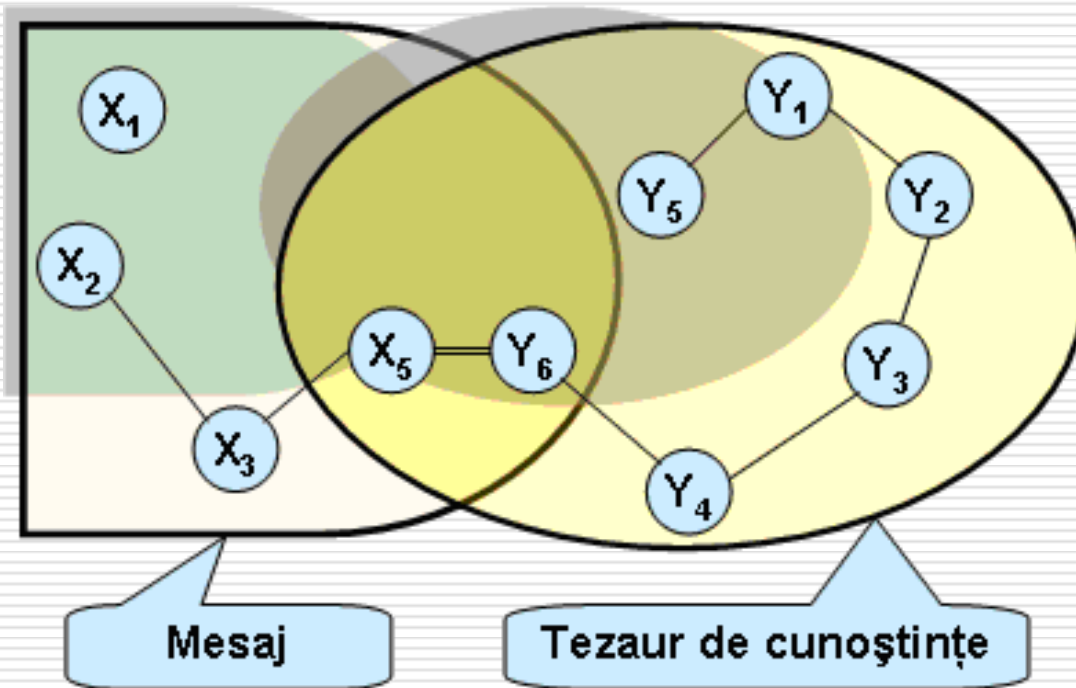 X₁
Y₁
Y₅
Y₂
X₂
X₅
Y₆
Y₃
X₃
Y₄
Mesaj
Tezaur de cunoştinţe